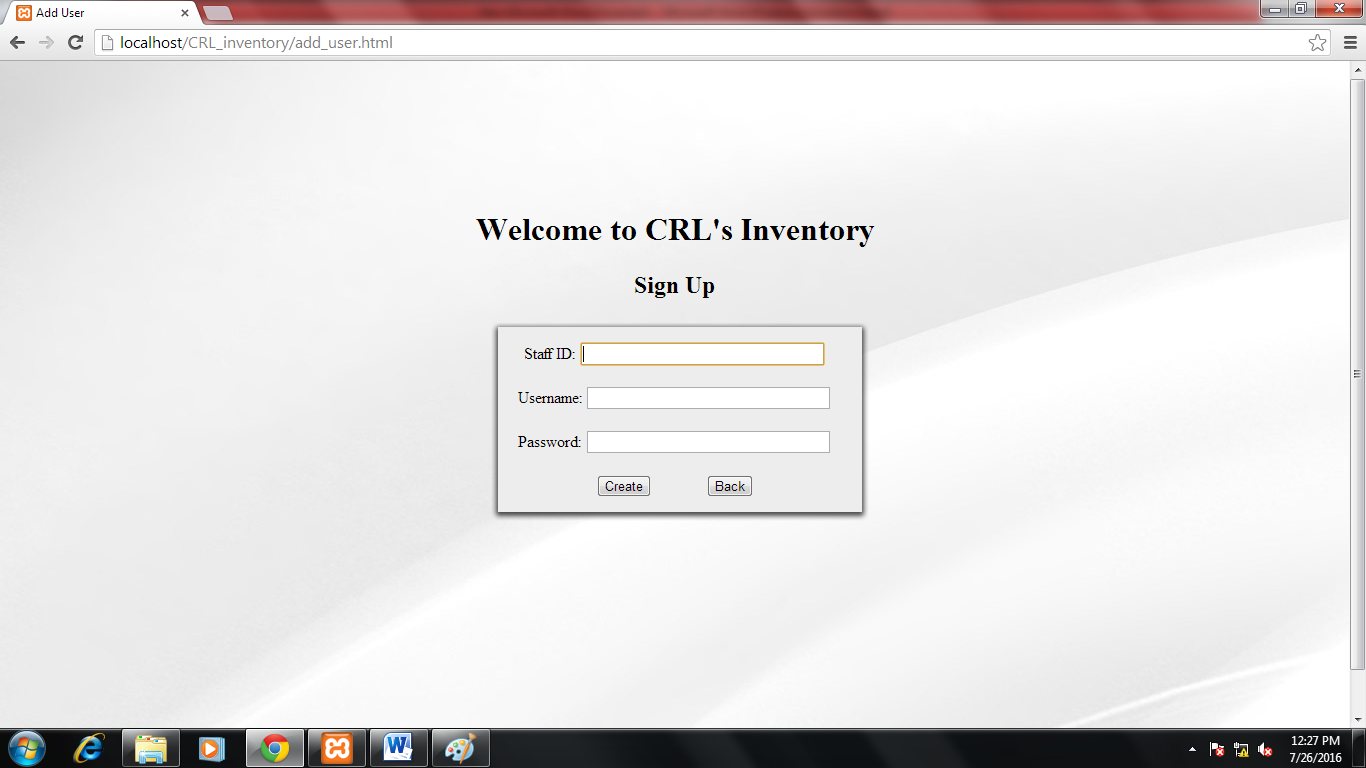 Add User
localhost/CRL_inventory/add_user.html
Welcome to CRL's Inventory
Sign Up
Staff ID:
Username:
Password:
Create Back
12:27 PM
7/26/2016